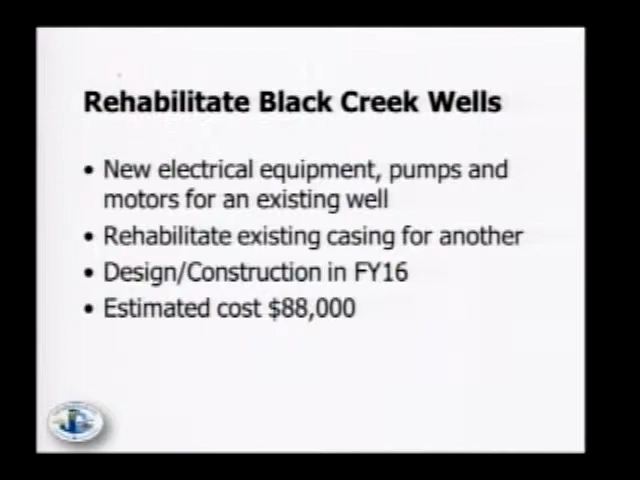 Rehabilitate Black Creek Wells
• New electrical equipment, pumps and
motors for an existing well
• Rehabilitate existing casing for another
• Design/Construction in FY16
• Estimated cost $88,000